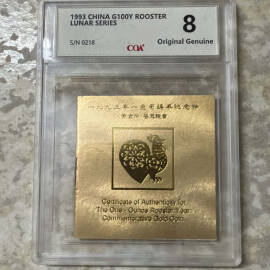 1993 CHINA G100Y ROOSTER
LUNAR SERIES
S/N 0218
COA
8
Original Genuine
Certificate of Authenticity for
The One-Ounce Rooster Year
Commemorative Gold Coin